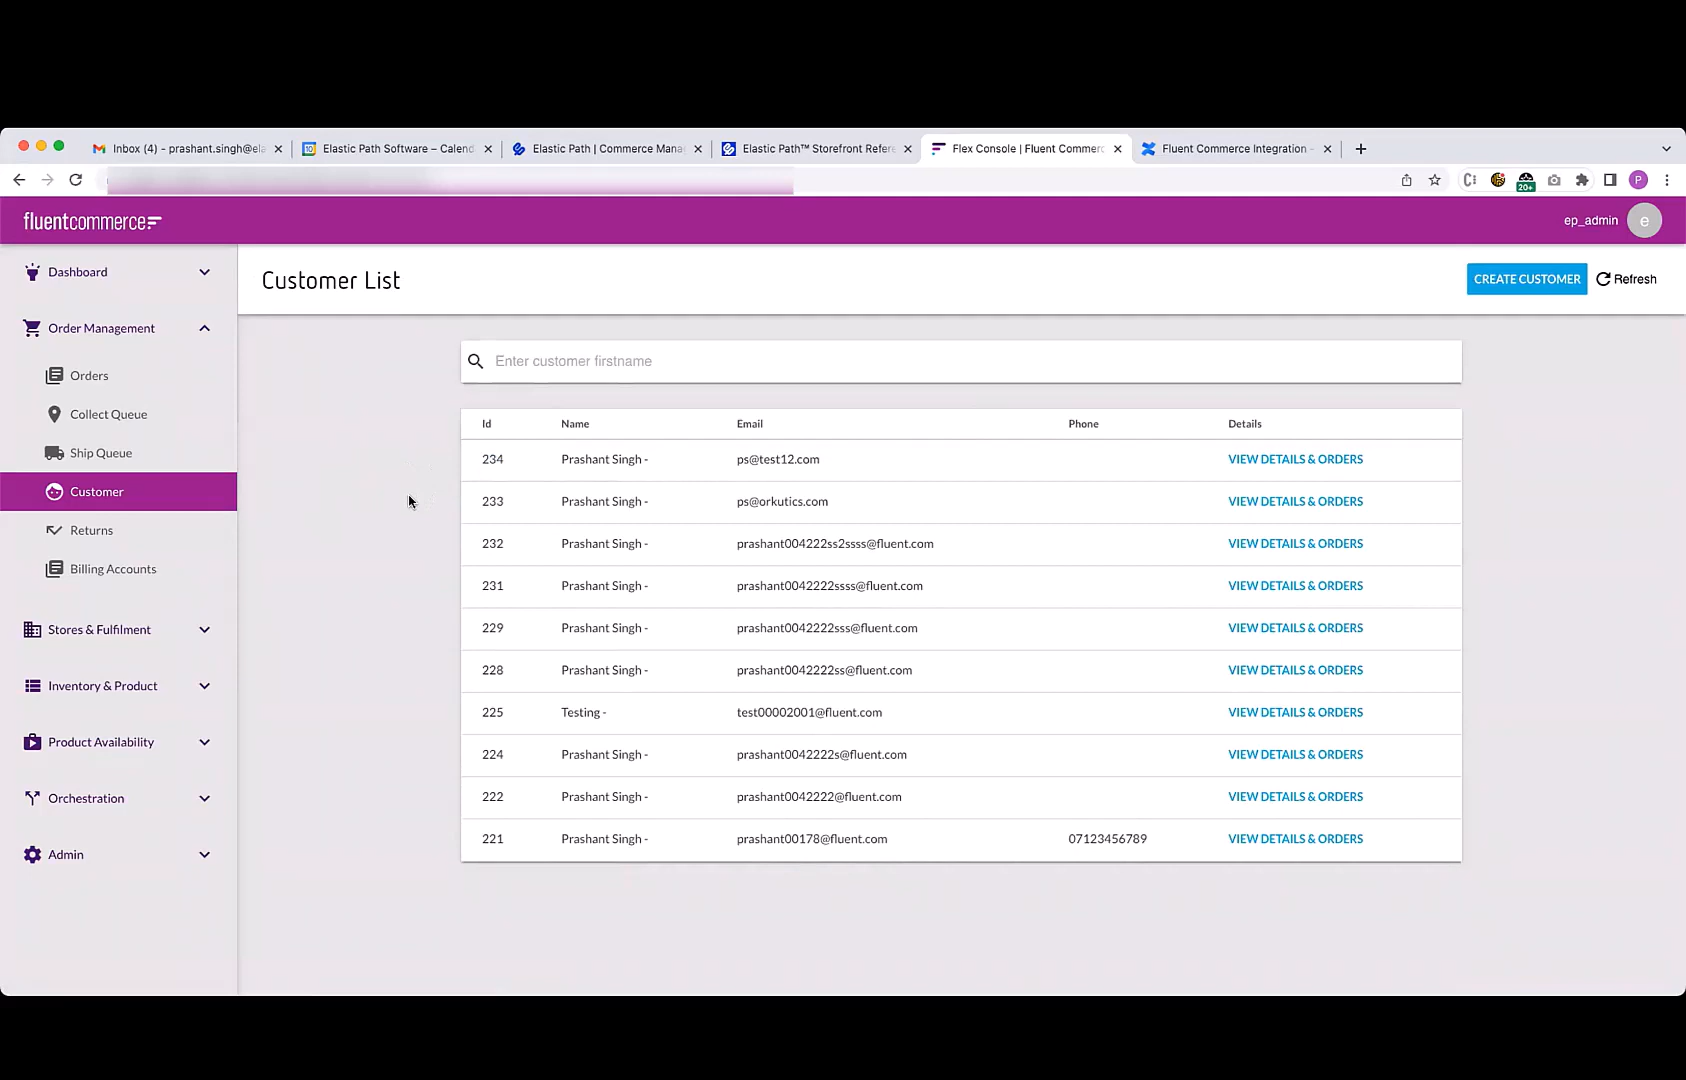 Inbox (4) - prashant.singh@ela
Elastic Path Software – Calend
Elastic Path | Commerce Mana
Elastic Path™ Storefront Refere
Flex Console | Fluent Commerc
Fluent Commerce Integration -
20+
P
fluentcommerce
ep_admin
e
Dashboard
Customer List
CREATE CUSTOMER
Refresh
Order Management
Enter customer firstname
Orders
Collect Queue
Ship Queue
Customer
Returns
Billing Accounts
Stores & Fulfilment
Inventory & Product
Product Availability
Orchestration
Admin
Id Name Email Phone Details
234 Prashant Singh - ps@test12.com VIEW DETAILS & ORDERS
233 Prashant Singh - ps@orkutics.com VIEW DETAILS & ORDERS
232 Prashant Singh - prashant004222ss2ssss@fluent.com VIEW DETAILS & ORDERS
231 Prashant Singh - prashant0042222ssss@fluent.com VIEW DETAILS & ORDERS
229 Prashant Singh - prashant0042222sss@fluent.com VIEW DETAILS & ORDERS
228 Prashant Singh - prashant0042222ss@fluent.com VIEW DETAILS & ORDERS
225 Testing - test00002001@fluent.com VIEW DETAILS & ORDERS
224 Prashant Singh - prashant0042222s@fluent.com VIEW DETAILS & ORDERS
222 Prashant Singh - prashant0042222@fluent.com VIEW DETAILS & ORDERS
221 Prashant Singh - prashant00178@fluent.com 07123456789 VIEW DETAILS & ORDERS